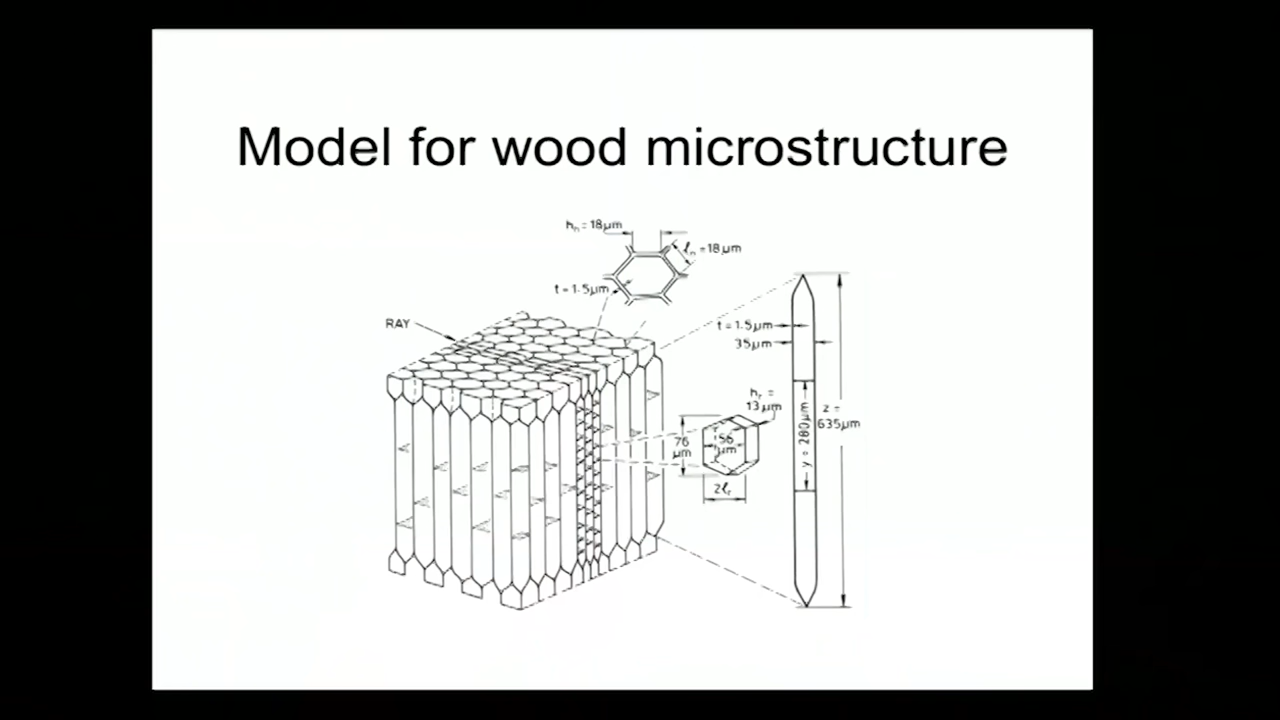 Model for wood microstructure
hₙ = 18μm
ℓₙ = 18μm
t = 1.5μm
RAY
t = 1.5μm
35μm
hᵣ =
13μm
z =
635μm
y = 280μm
76
μm
56
μm
2ℓᵣ